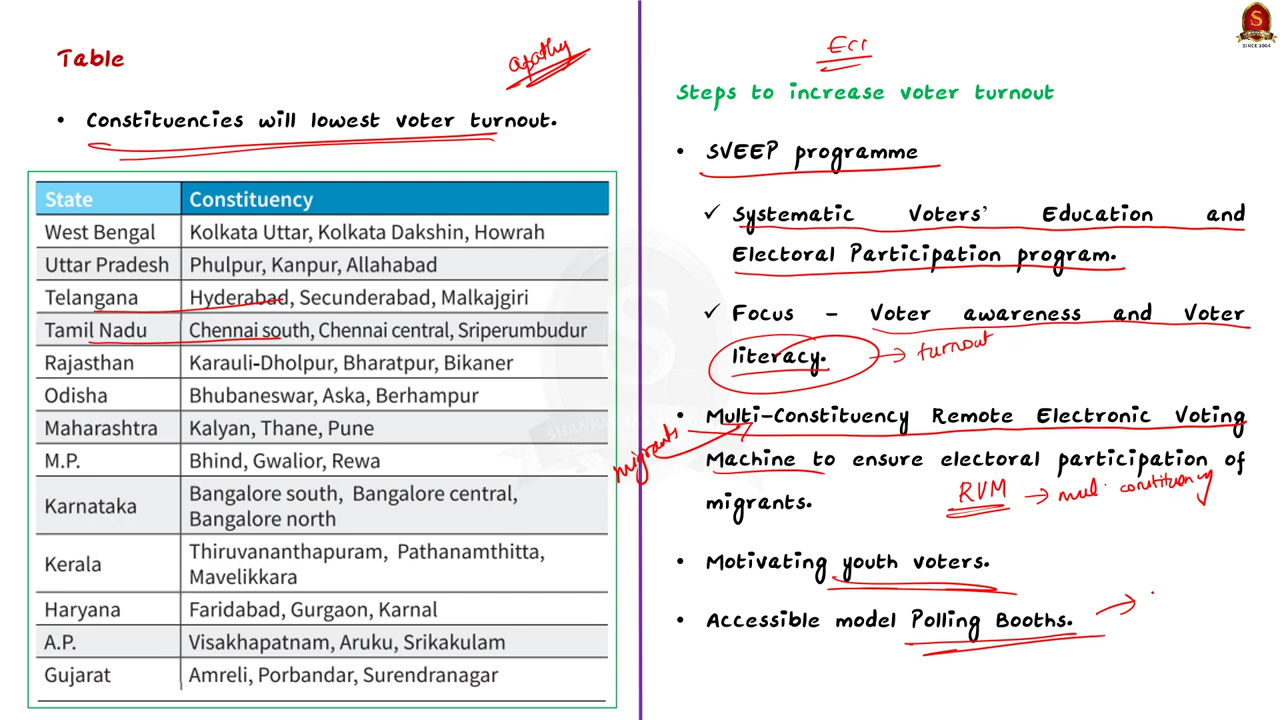 Table
apathy
Constituencies will lowest voter turnout.
State Constituency
West Bengal Kolkata Uttar, Kolkata Dakshin, Howrah
Uttar Pradesh Phulpur, Kanpur, Allahabad
Telangana Hyderabad, Secunderabad, Malkajgiri
Tamil Nadu Chennai south, Chennai central, Sriperumbudur
Rajasthan Karauli-Dholpur, Bharatpur, Bikaner
Odisha Bhubaneswar, Aska, Berhampur
Maharashtra Kalyan, Thane, Pune
M.P. Bhind, Gwalior, Rewa
Karnataka Bangalore south, Bangalore central,
Bangalore north
Kerala Thiruvananthapuram, Pathanamthitta,
Mavelikkara
Haryana Faridabad, Gurgaon, Karnal
A.P. Visakhapatnam, Aruku, Srikakulam
Gujarat Amreli, Porbandar, Surendranagar
ECI
S
SINCE 2004
Steps to increase voter turnout
• SVEEP programme
✓ Systematic Voters' Education and
Electoral Participation program.
✓ Focus – Voter awareness and Voter
literacy. → turnout
• Multi-Constituency Remote Electronic Voting
migrants
Machine to ensure electoral participation of
migrants. RVM → mul. constituency
• Motivating youth voters.
• Accessible model Polling Booths. →